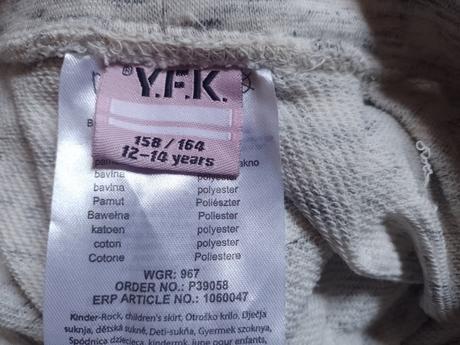 ®Y.F.K.
158 / 164
12-14 years
bavlna polyester
bavlna polyester
Pamut Poliészter
Bawełna Poliester
katoen polyester
coton polyester
Cotone Poliestere
WGR: 967
ORDER NO.: P39058
ERP ARTICLE NO.: 1060047
Kinder-Rock, children's skirt, Otroško krilo, Dječja
suknja, dětská sukně, Deti-sukňa, Gyermek szoknya,
Spódnica dziecięca, kinderrok, jupe pour enfants,